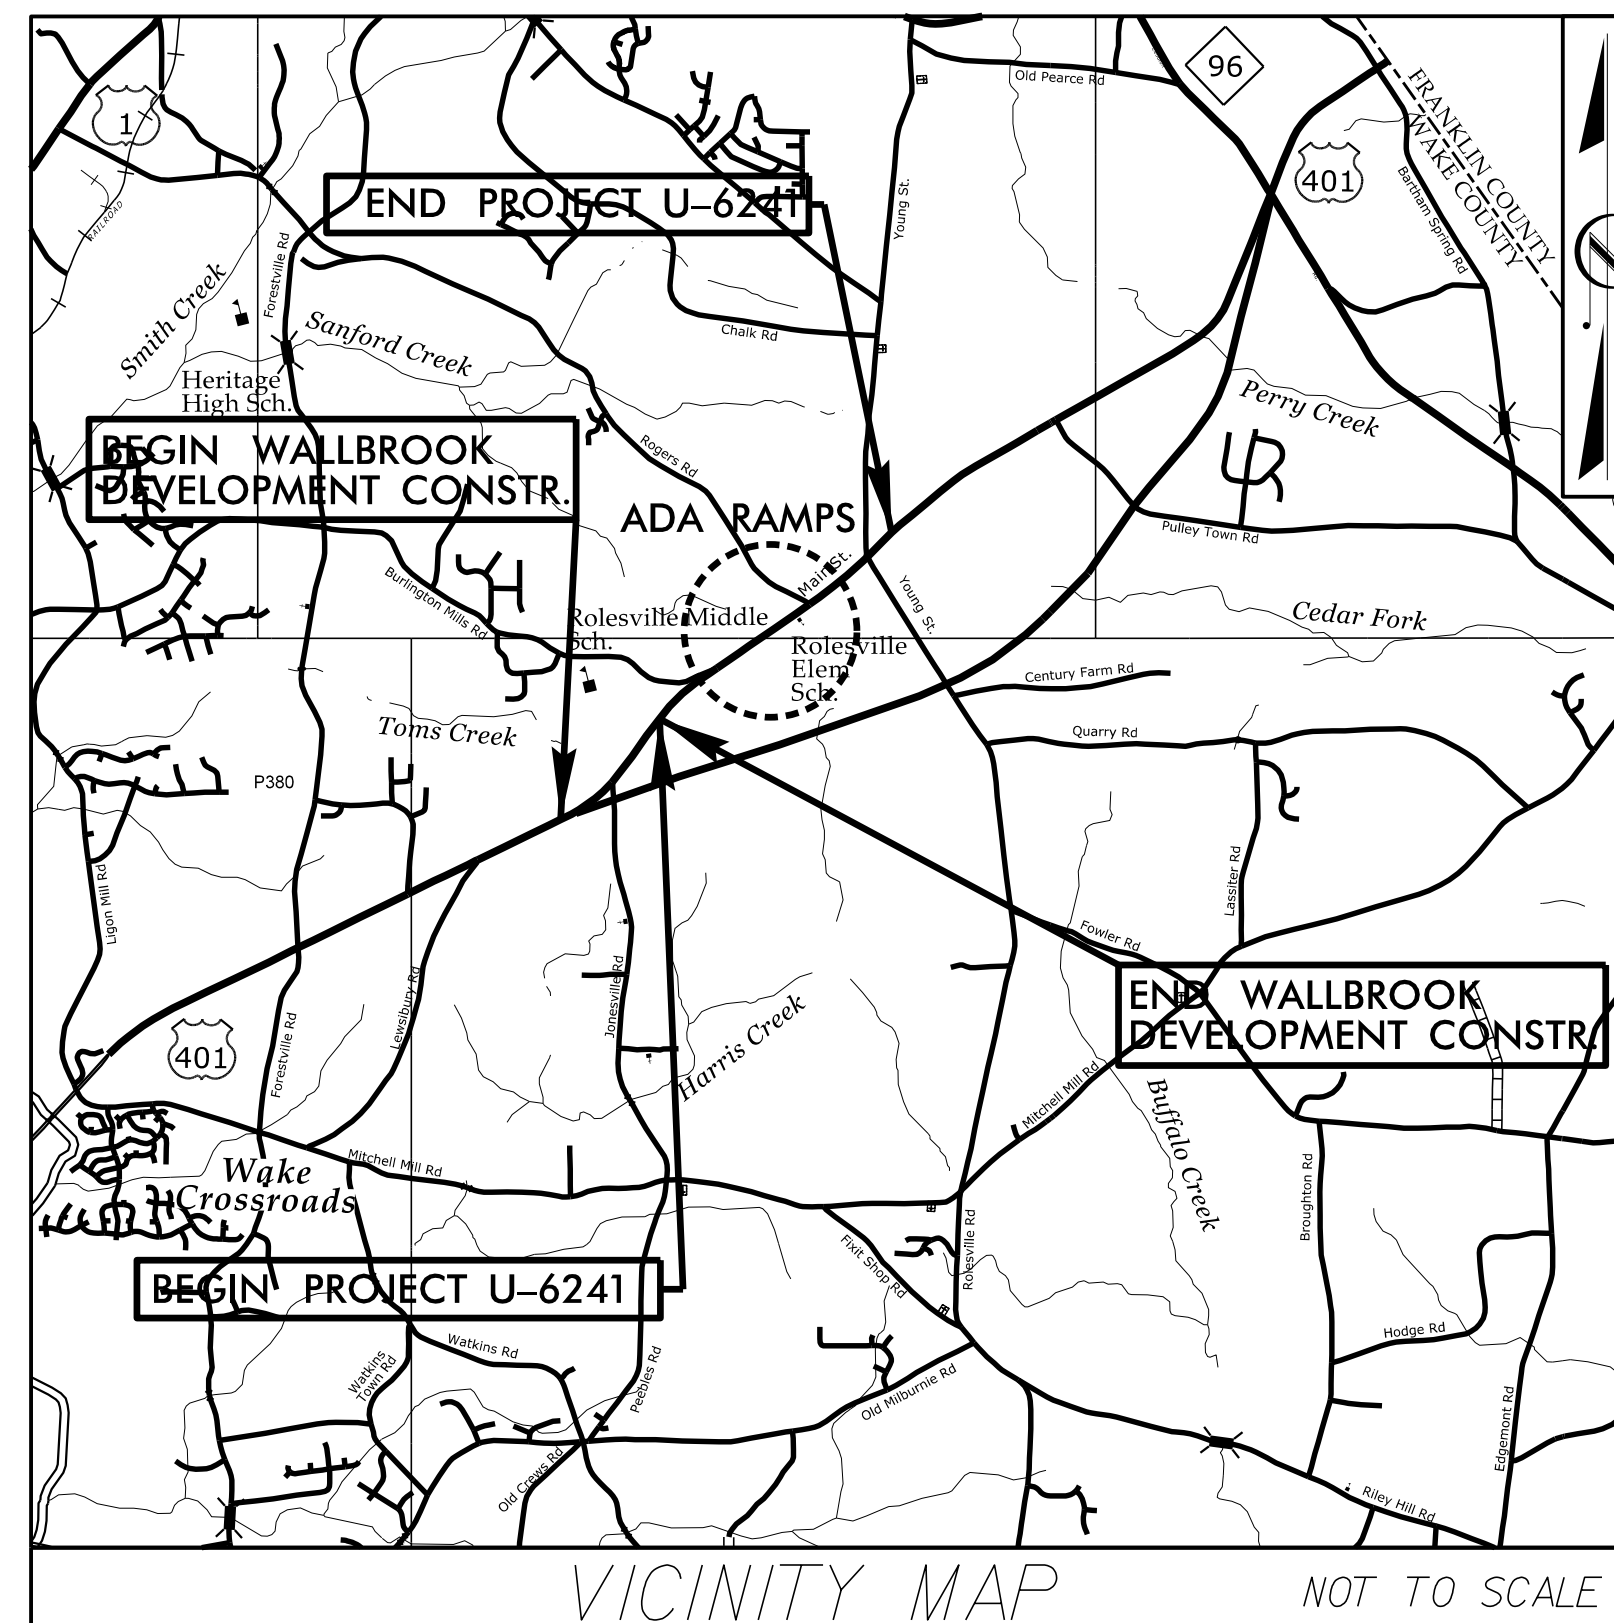 Old Pearce Rd
96
FRANKLIN COUNTY
WAKE COUNTY
1
401
Bartham Spring Rd
RAILROAD
END PROJECT U–6241
Young St.
Forestville Rd
Smith Creek
Sanford Creek
Chalk Rd
Heritage
High Sch.
Perry Creek
BEGIN WALLBROOK
DEVELOPMENT CONSTR.
Rogers Rd
ADA RAMPS
Pulley Town Rd
Main St.
Burlington Mills Rd
Young St.
Rolesville Middle
Sch.
Cedar Fork
Rolesville
Elem
Sch.
Century Farm Rd
Toms Creek
Quarry Rd
P380
Ligon Mill Rd
Lassiter Rd
Fowler Rd
Lewsibury Rd
Jonesville Rd
END WALLBROOK
DEVELOPMENT CONSTR.
401
Forestville Rd
Harris Creek
Mitchell Mill Rd
Buffalo Creek
Mitchell Mill Rd
Wake
Crossroads
Broughton Rd
Rolesville Rd
Fixit Shop Rd
BEGIN PROJECT U–6241
Hodge Rd
Watkins Rd
Watkins
Town Rd
Peebles Rd
Old Milburnie Rd
Edgemont Rd
Old Crews Rd
Riley Hill Rd
VICINITY MAP
NOT TO SCALE